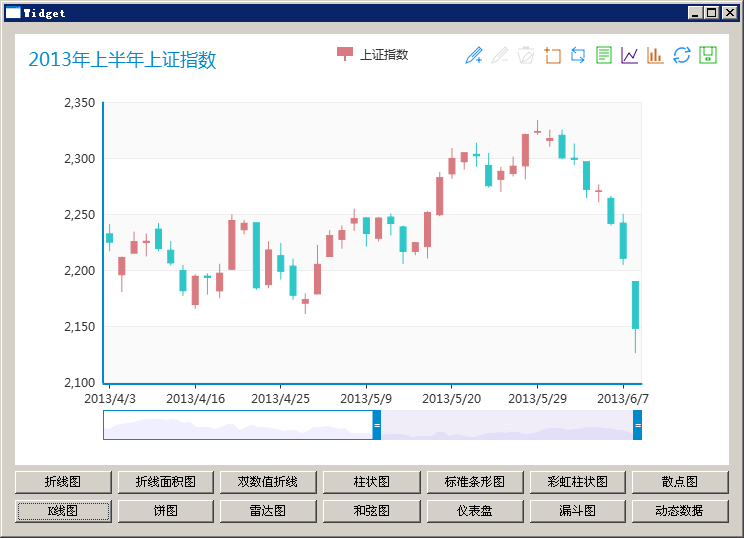 Widget
2013年上半年上证指数
上证指数
2,350
2,300
2,250
2,200
2,150
2,100
2013/4/3 2013/4/16 2013/4/25 2013/5/9 2013/5/20 2013/5/29 2013/6/7
折线图 折线面积图 双数值折线 柱状图 标准条形图 彩虹柱状图 散点图
K线图 饼图 雷达图 和弦图 仪表盘 漏斗图 动态数据